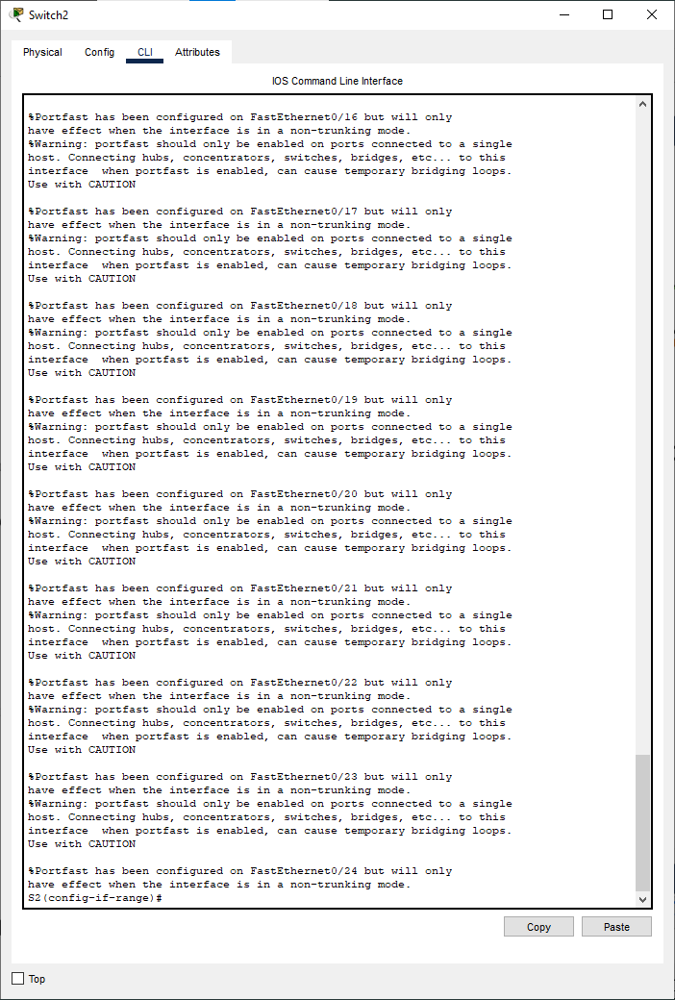 Switch2
Physical Config CLI Attributes
IOS Command Line Interface
%Portfast has been configured on FastEthernet0/16 but will only
have effect when the interface is in a non-trunking mode.
%Warning: portfast should only be enabled on ports connected to a single
host. Connecting hubs, concentrators, switches, bridges, etc... to this
interface  when portfast is enabled, can cause temporary bridging loops.
Use with CAUTION
%Portfast has been configured on FastEthernet0/17 but will only
have effect when the interface is in a non-trunking mode.
%Warning: portfast should only be enabled on ports connected to a single
host. Connecting hubs, concentrators, switches, bridges, etc... to this
interface  when portfast is enabled, can cause temporary bridging loops.
Use with CAUTION
%Portfast has been configured on FastEthernet0/18 but will only
have effect when the interface is in a non-trunking mode.
%Warning: portfast should only be enabled on ports connected to a single
host. Connecting hubs, concentrators, switches, bridges, etc... to this
interface  when portfast is enabled, can cause temporary bridging loops.
Use with CAUTION
%Portfast has been configured on FastEthernet0/19 but will only
have effect when the interface is in a non-trunking mode.
%Warning: portfast should only be enabled on ports connected to a single
host. Connecting hubs, concentrators, switches, bridges, etc... to this
interface  when portfast is enabled, can cause temporary bridging loops.
Use with CAUTION
%Portfast has been configured on FastEthernet0/20 but will only
have effect when the interface is in a non-trunking mode.
%Warning: portfast should only be enabled on ports connected to a single
host. Connecting hubs, concentrators, switches, bridges, etc... to this
interface  when portfast is enabled, can cause temporary bridging loops.
Use with CAUTION
%Portfast has been configured on FastEthernet0/21 but will only
have effect when the interface is in a non-trunking mode.
%Warning: portfast should only be enabled on ports connected to a single
host. Connecting hubs, concentrators, switches, bridges, etc... to this
interface  when portfast is enabled, can cause temporary bridging loops.
Use with CAUTION
%Portfast has been configured on FastEthernet0/22 but will only
have effect when the interface is in a non-trunking mode.
%Warning: portfast should only be enabled on ports connected to a single
host. Connecting hubs, concentrators, switches, bridges, etc... to this
interface  when portfast is enabled, can cause temporary bridging loops.
Use with CAUTION
%Portfast has been configured on FastEthernet0/23 but will only
have effect when the interface is in a non-trunking mode.
%Warning: portfast should only be enabled on ports connected to a single
host. Connecting hubs, concentrators, switches, bridges, etc... to this
interface  when portfast is enabled, can cause temporary bridging loops.
Use with CAUTION
%Portfast has been configured on FastEthernet0/24 but will only
have effect when the interface is in a non-trunking mode.
S2(config-if-range)#
Copy Paste
Top